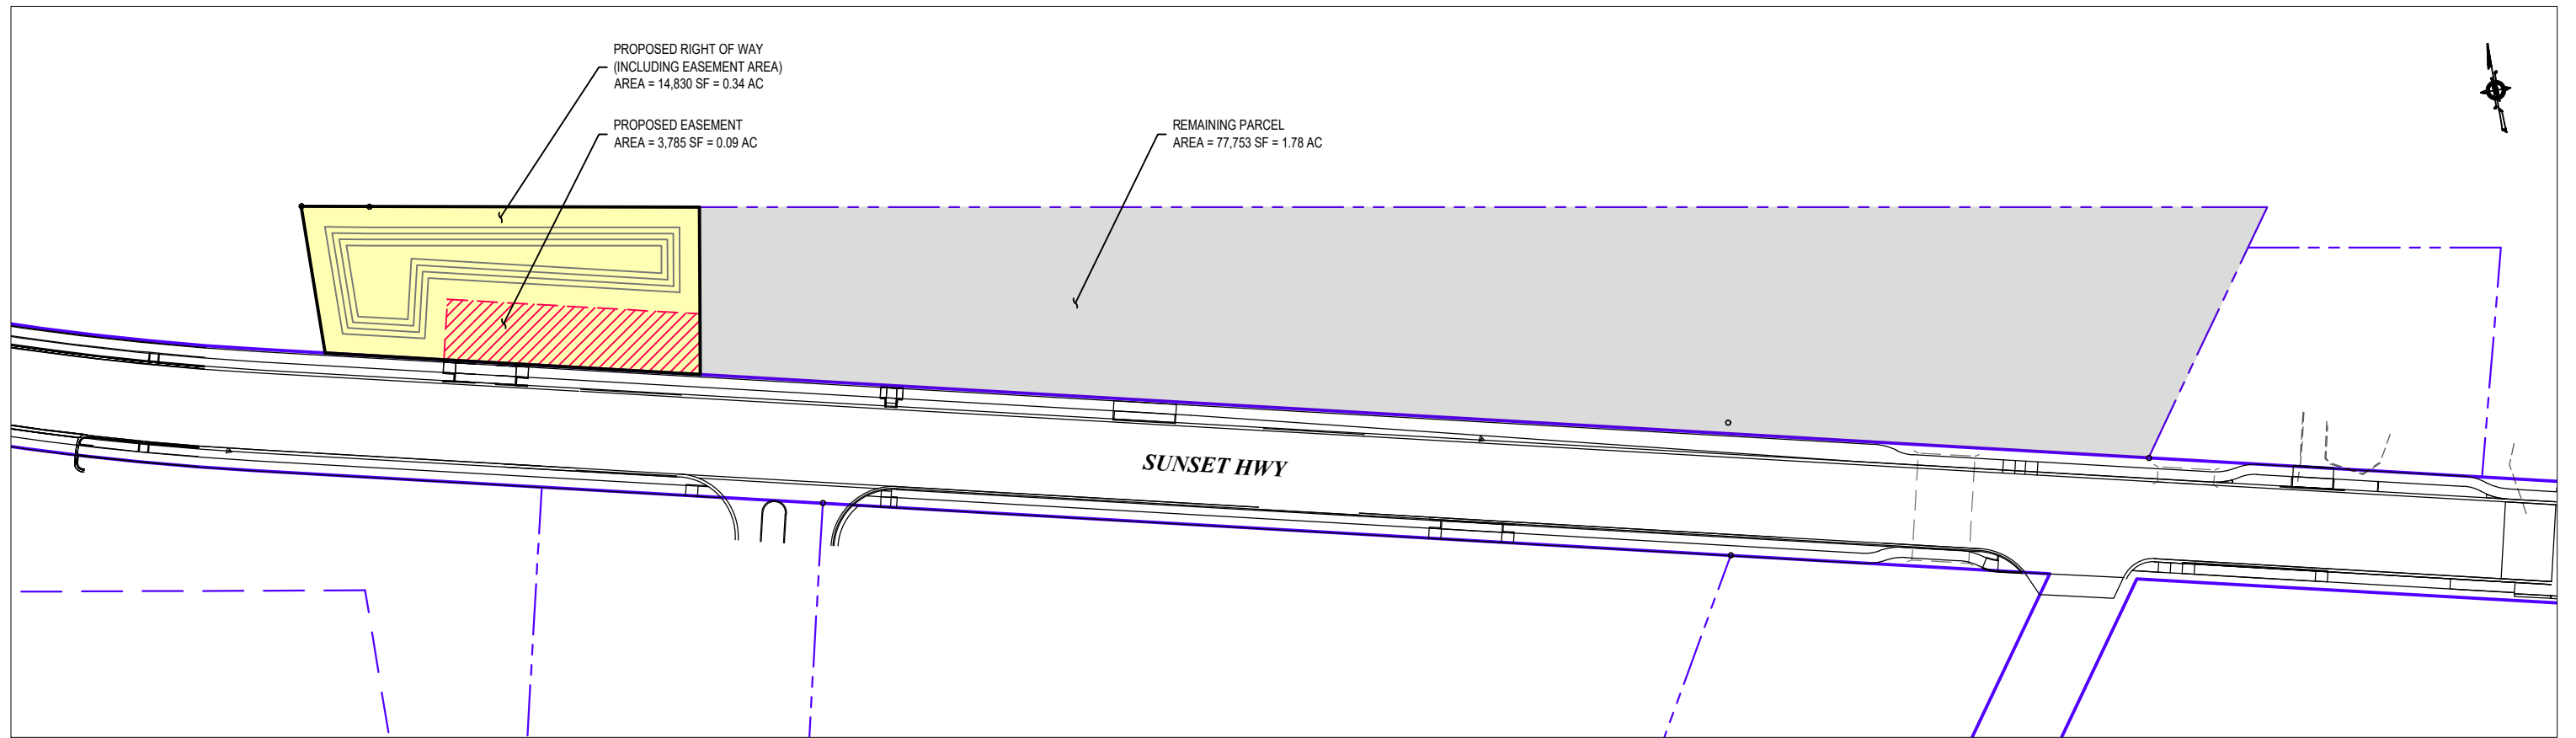 PROPOSED RIGHT OF WAY
(INCLUDING EASEMENT AREA)
AREA = 14,830 SF = 0.34 AC
PROPOSED EASEMENT
AREA = 3,785 SF = 0.09 AC
REMAINING PARCEL
AREA = 77,753 SF = 1.78 AC
SUNSET HWY